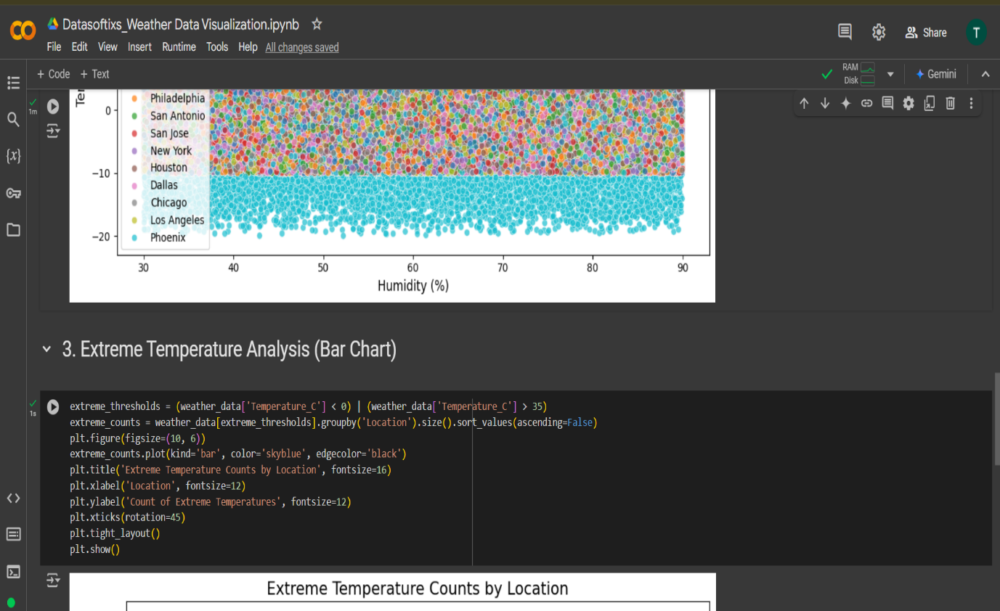 Datasoftixs_Weather Data Visualization.ipynb
Share
T
File Edit View Insert Runtime Tools Help All changes saved
+ Code + Text
RAM
Disk
Gemini
1m
{x}
0
−10
−20
Philadelphia
San Antonio
San Jose
New York
Houston
Dallas
Chicago
Los Angeles
Phoenix
30 40 50 60 70 80 90
Humidity (%)
3. Extreme Temperature Analysis (Bar Chart)
1s
extreme_thresholds = (weather_data['Temperature_C'] < 0) | (weather_data['Temperature_C'] > 35)
extreme_counts = weather_data[extreme_thresholds].groupby('Location').size().sort_values(ascending=False)
plt.figure(figsize=(10, 6))
extreme_counts.plot(kind='bar', color='skyblue', edgecolor='black')
plt.title('Extreme Temperature Counts by Location', fontsize=16)
plt.xlabel('Location', fontsize=12)
plt.ylabel('Count of Extreme Temperatures', fontsize=12)
plt.xticks(rotation=45)
plt.tight_layout()
plt.show()
Extreme Temperature Counts by Location